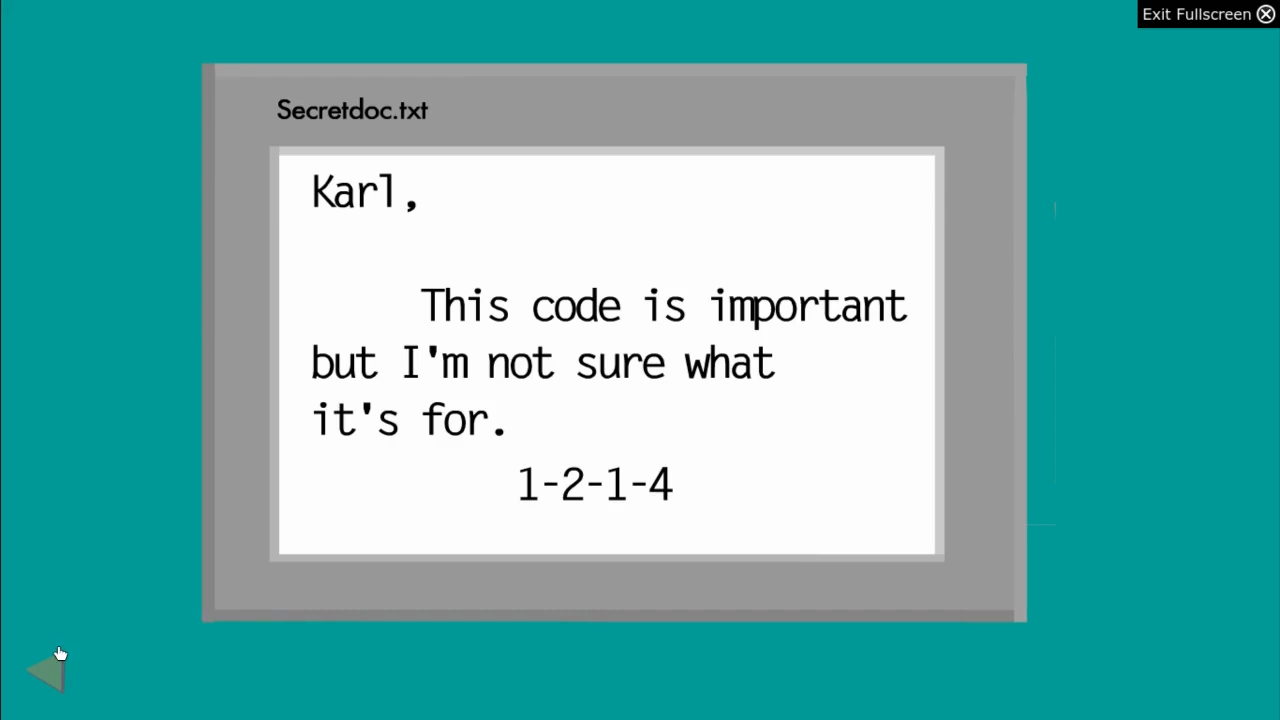 Exit Fullscreen
Secretdoc.txt
Karl,
This code is important
but I'm not sure what
it's for.
1-2-1-4